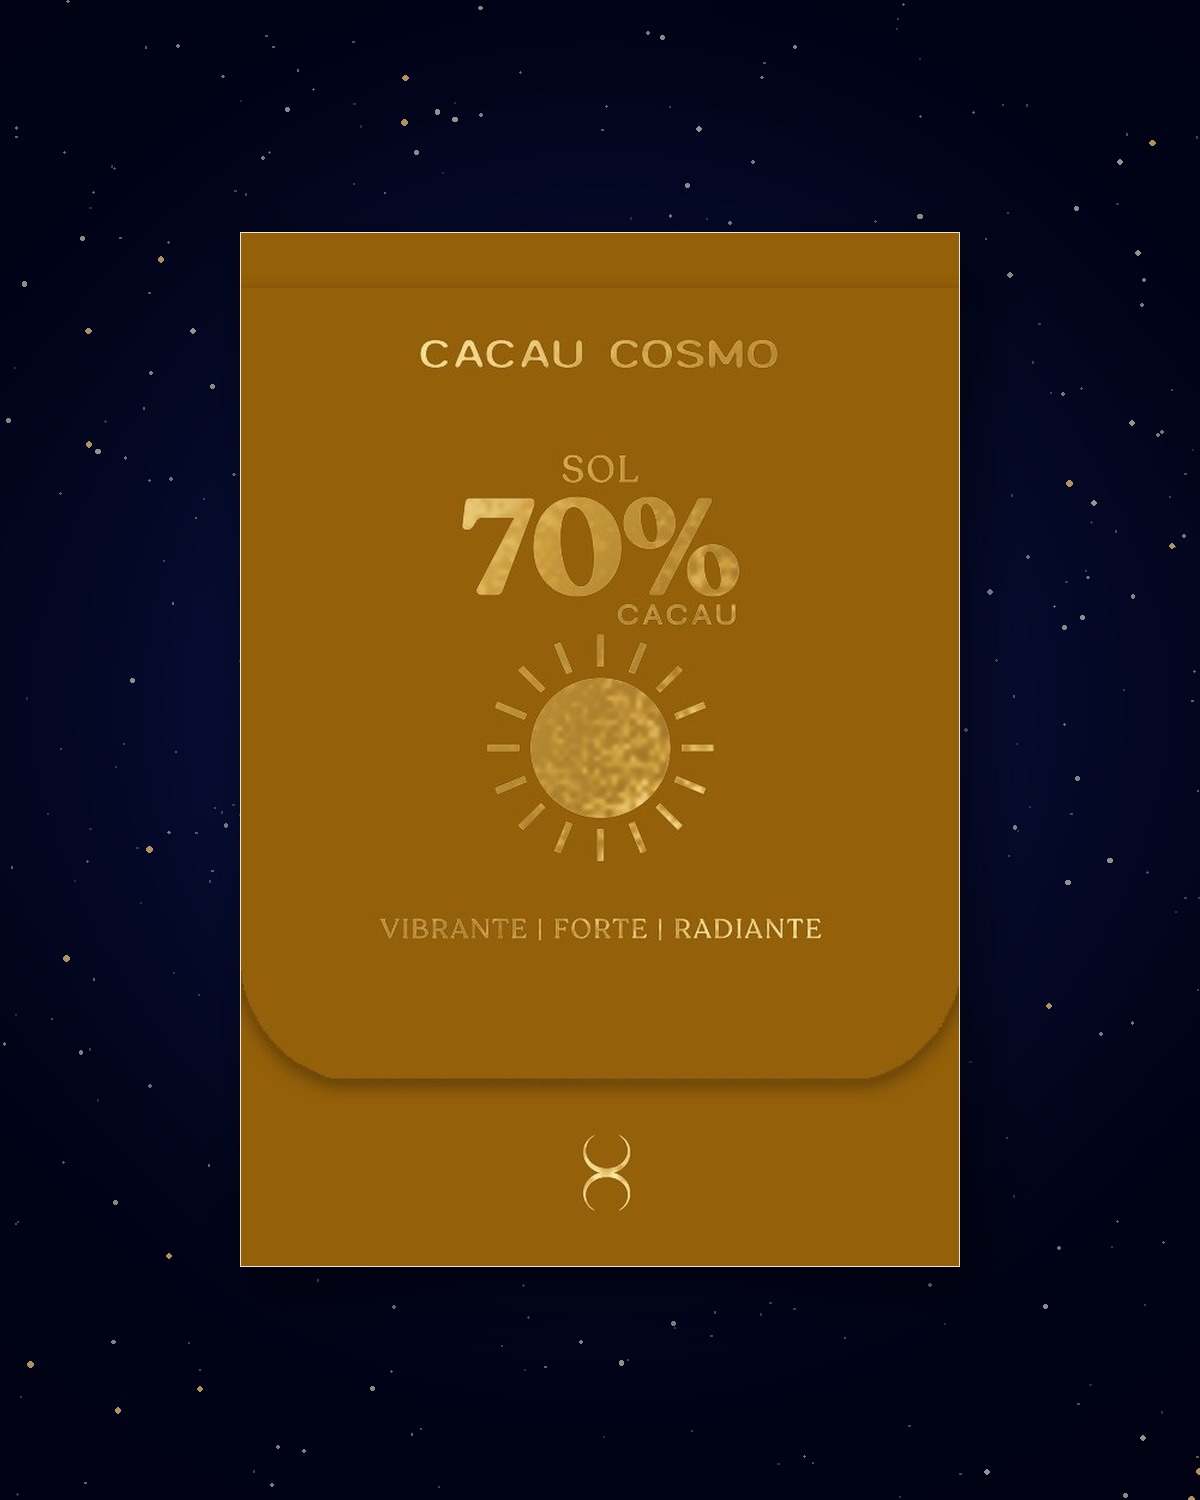 CACAU COSMO
SOL
70%
CACAU
VIBRANTE | FORTE | RADIANTE